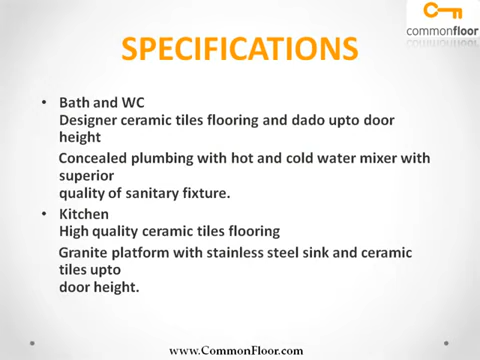 commonfloor
SPECIFICATIONS
• Bath and WC
Designer ceramic tiles flooring and dado upto door
height
Concealed plumbing with hot and cold water mixer with
superior
quality of sanitary fixture.
• Kitchen
High quality ceramic tiles flooring
Granite platform with stainless steel sink and ceramic
tiles upto
door height.
www.CommonFloor.com